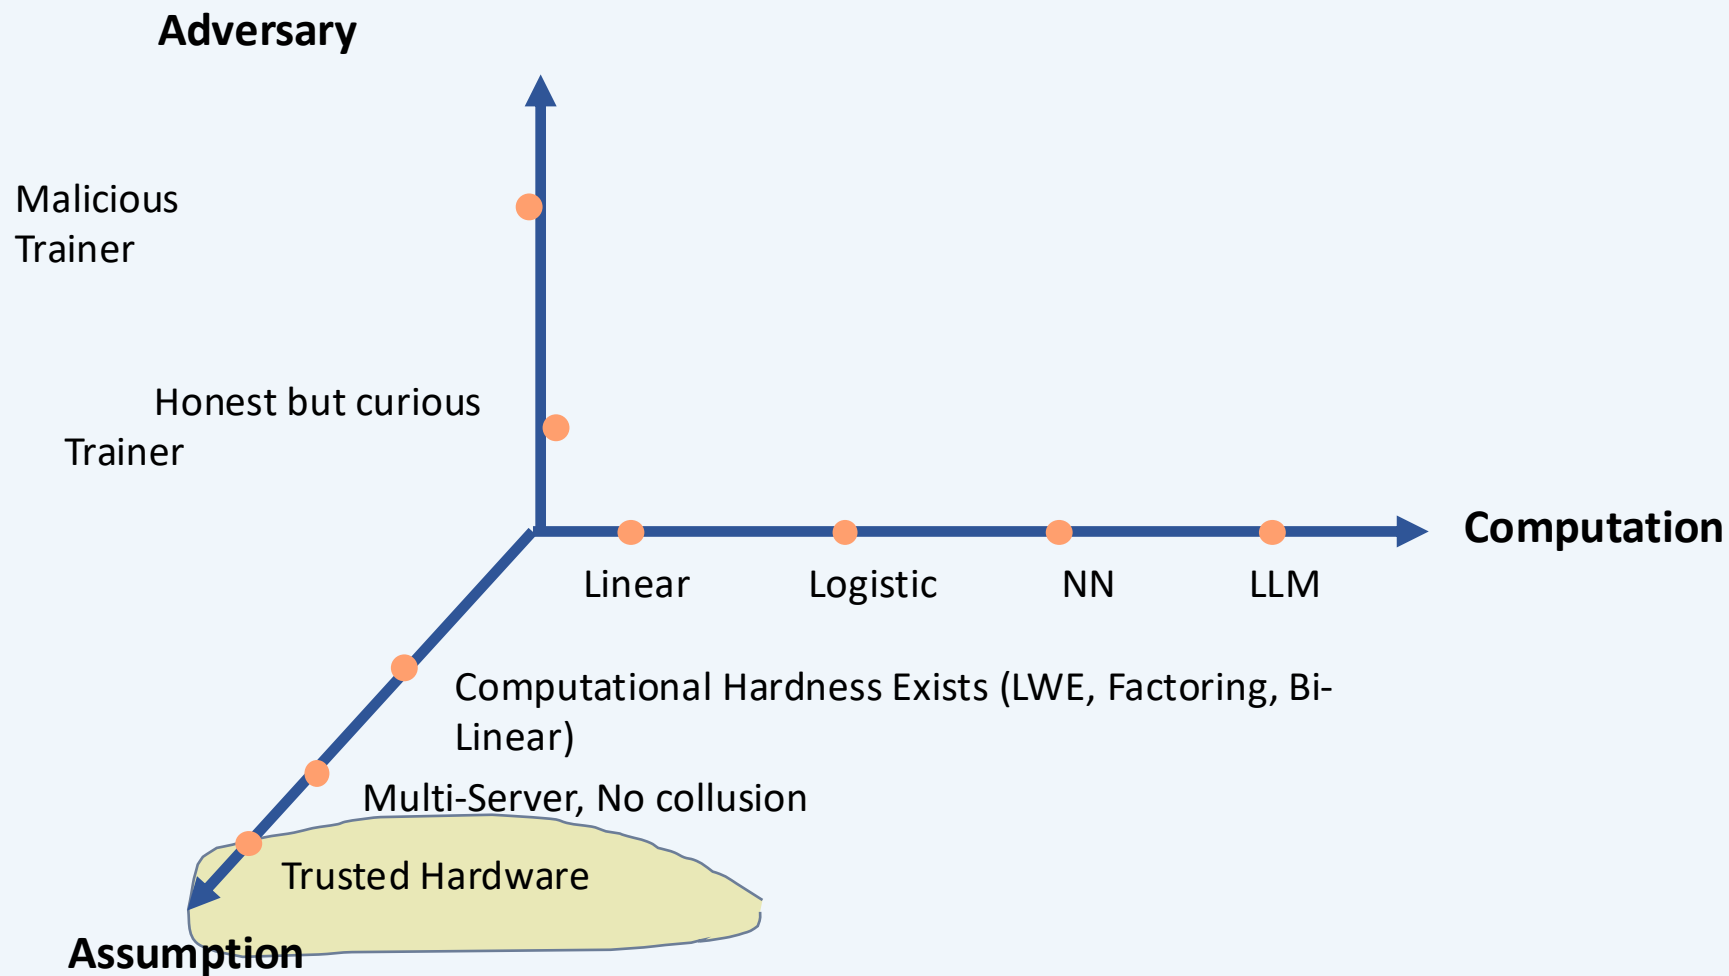 Adversary
Malicious
Trainer
Honest but curious
Trainer
Computation
Linear
Logistic
NN
LLM
Computational Hardness Exists (LWE, Factoring, Bi-
Linear)
Multi-Server, No collusion
Trusted Hardware
Assumption